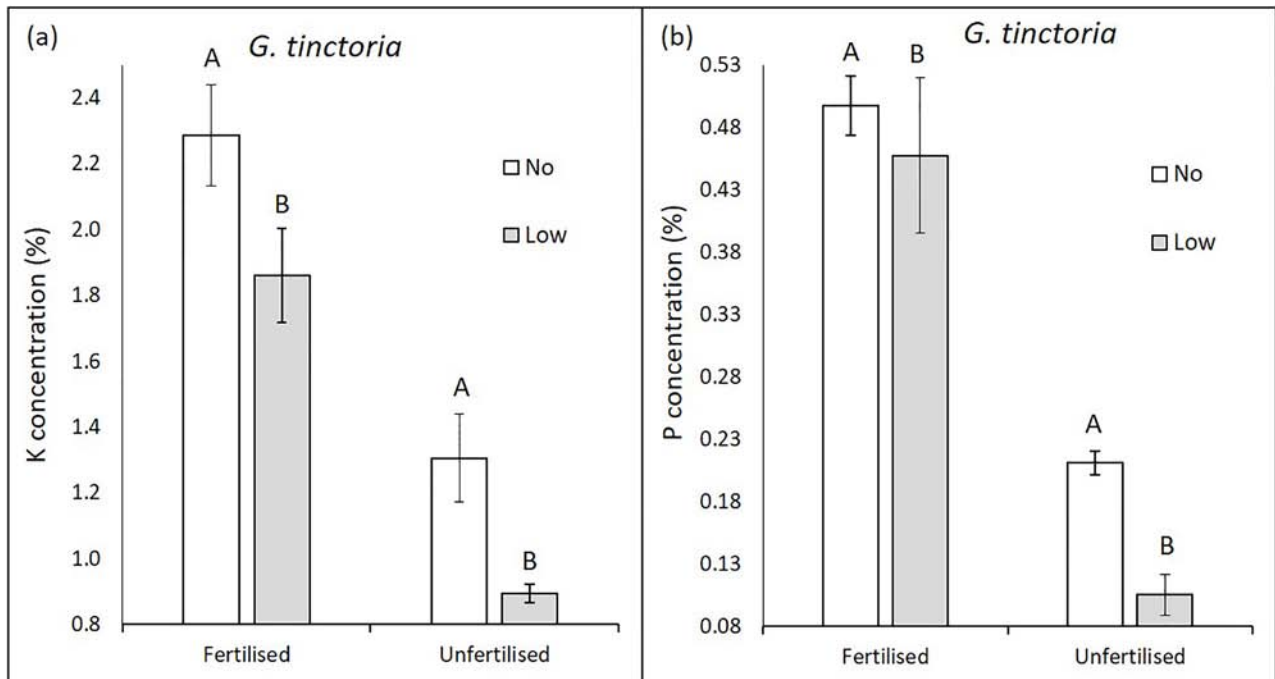 (a)
G. tinctoria
K concentration (%)
2.4
2.2
2.0
1.8
1.6
1.4
1.2
1.0
0.8
A
B
A
B
No
Low
Fertilised
Unfertilised
(b)
G. tinctoria
P concentration (%)
0.53
0.48
0.43
0.38
0.33
0.28
0.23
0.18
0.13
0.08
A
B
A
B
No
Low
Fertilised
Unfertilised